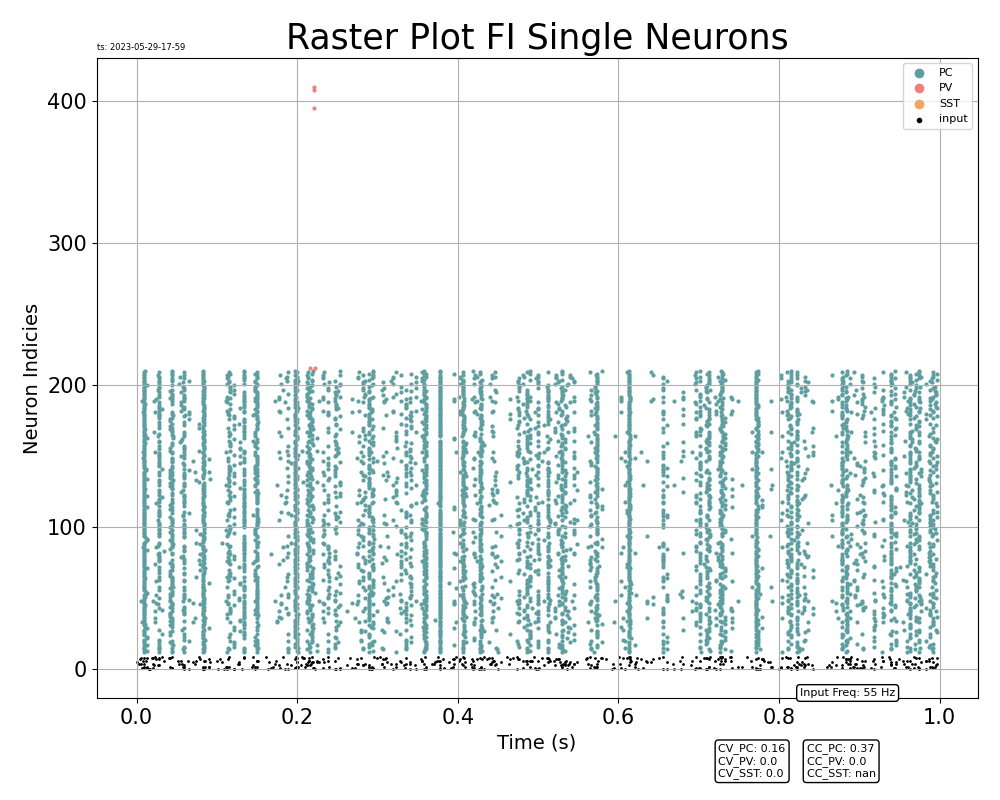 Raster Plot FI Single Neurons
ts: 2023-05-29-17-59
PC
PV
SST
input
400
300
200
100
0
Neuron Indicies
0.0 0.2 0.4 0.6 0.8 1.0
Input Freq: 55 Hz
Time (s)
CV_PC: 0.16
CV_PV: 0.0
CV_SST: 0.0
CC_PC: 0.37
CC_PV: 0.0
CC_SST: nan